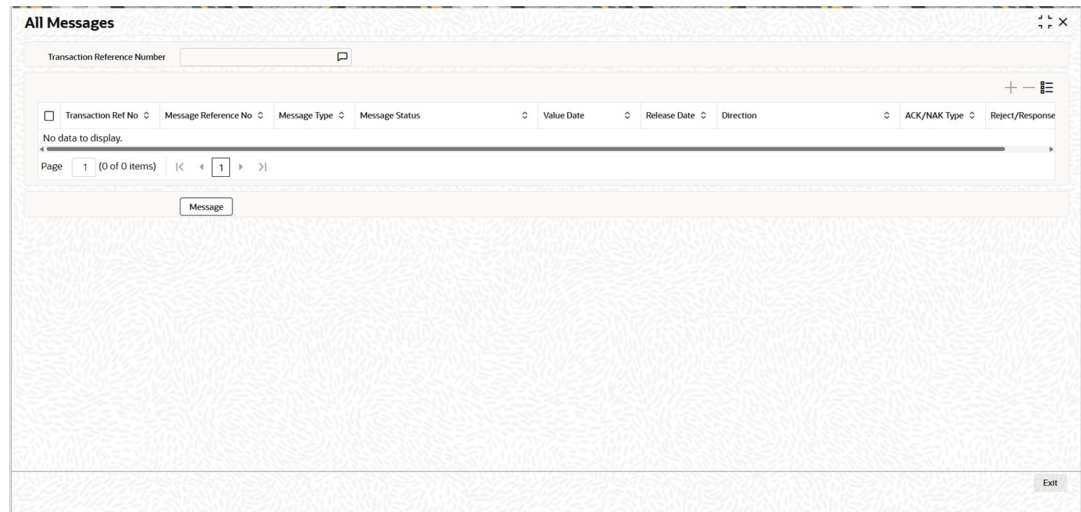 All Messages
Transaction Reference Number
Transaction Ref No Message Reference No Message Type Message Status Value Date Release Date Direction ACK/NAK Type Reject/Response
No data to display.
Page 1 (0 of 0 items) 1
Message
Exit